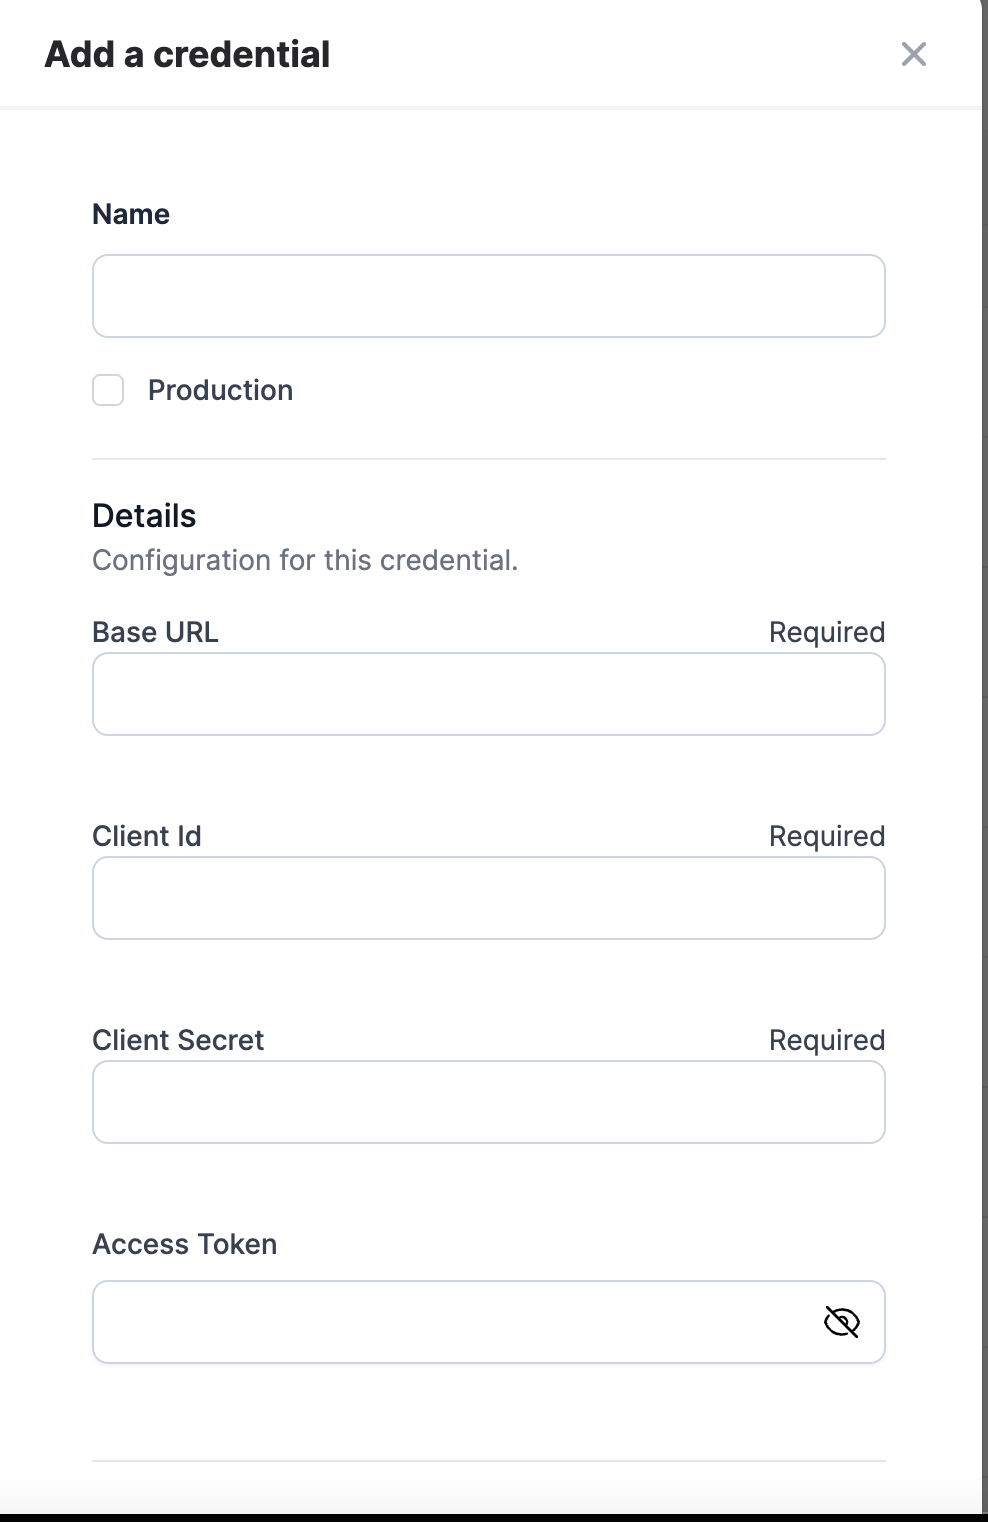 Add a credential
Name
Production
Details
Configuration for this credential.
Base URL Required
Client Id Required
Client Secret Required
Access Token